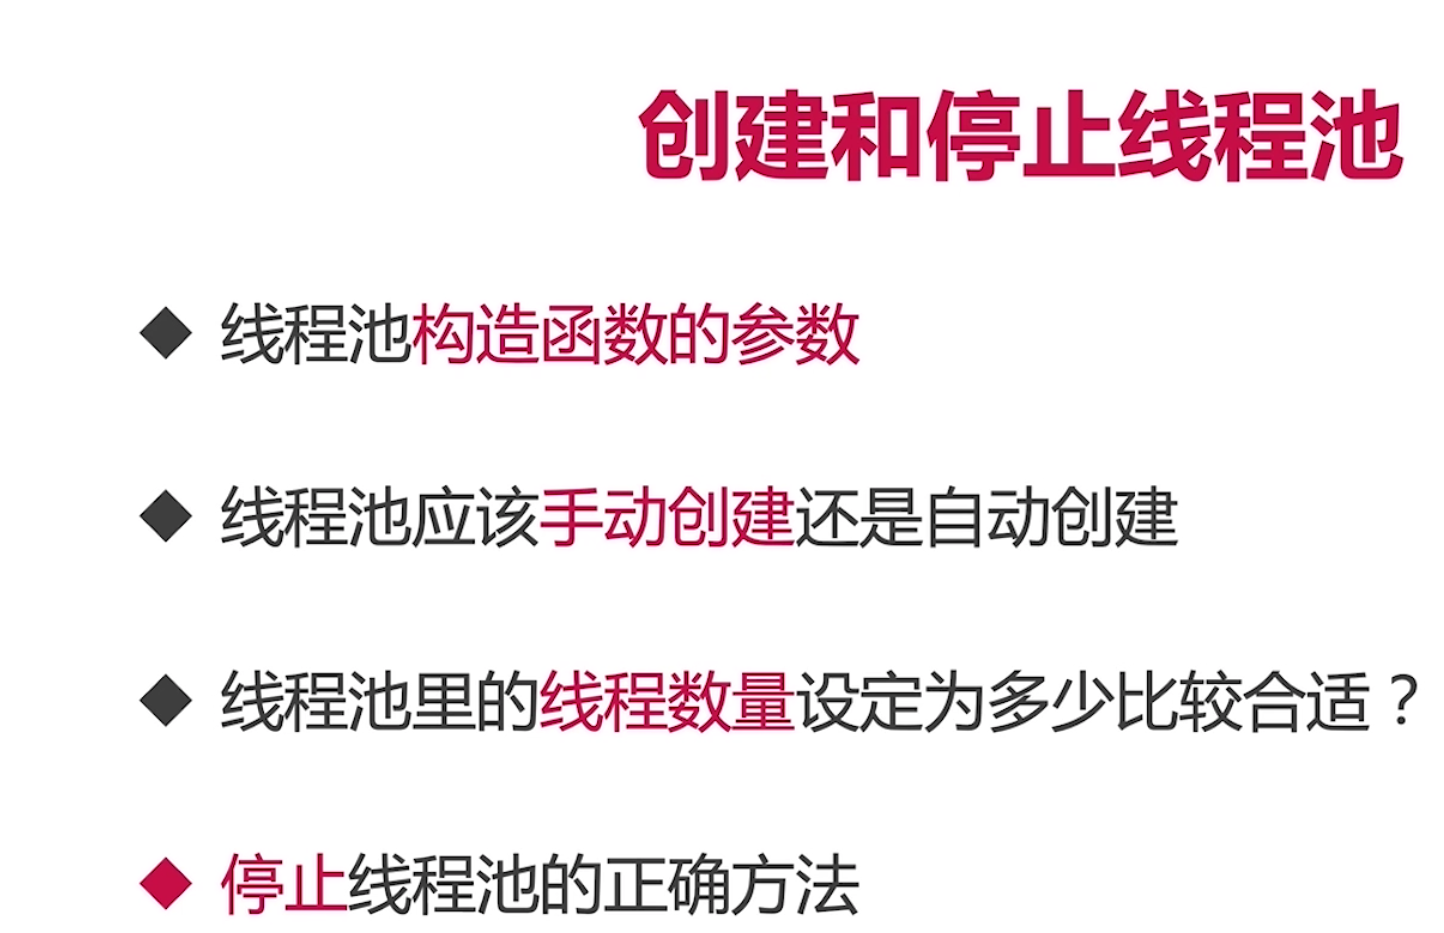 创建和停止线程池
◆ 线程池构造函数的参数
◆ 线程池应该手动创建还是自动创建
◆ 线程池里的线程数量设定为多少比较合适？
◆ 停止线程池的正确方法